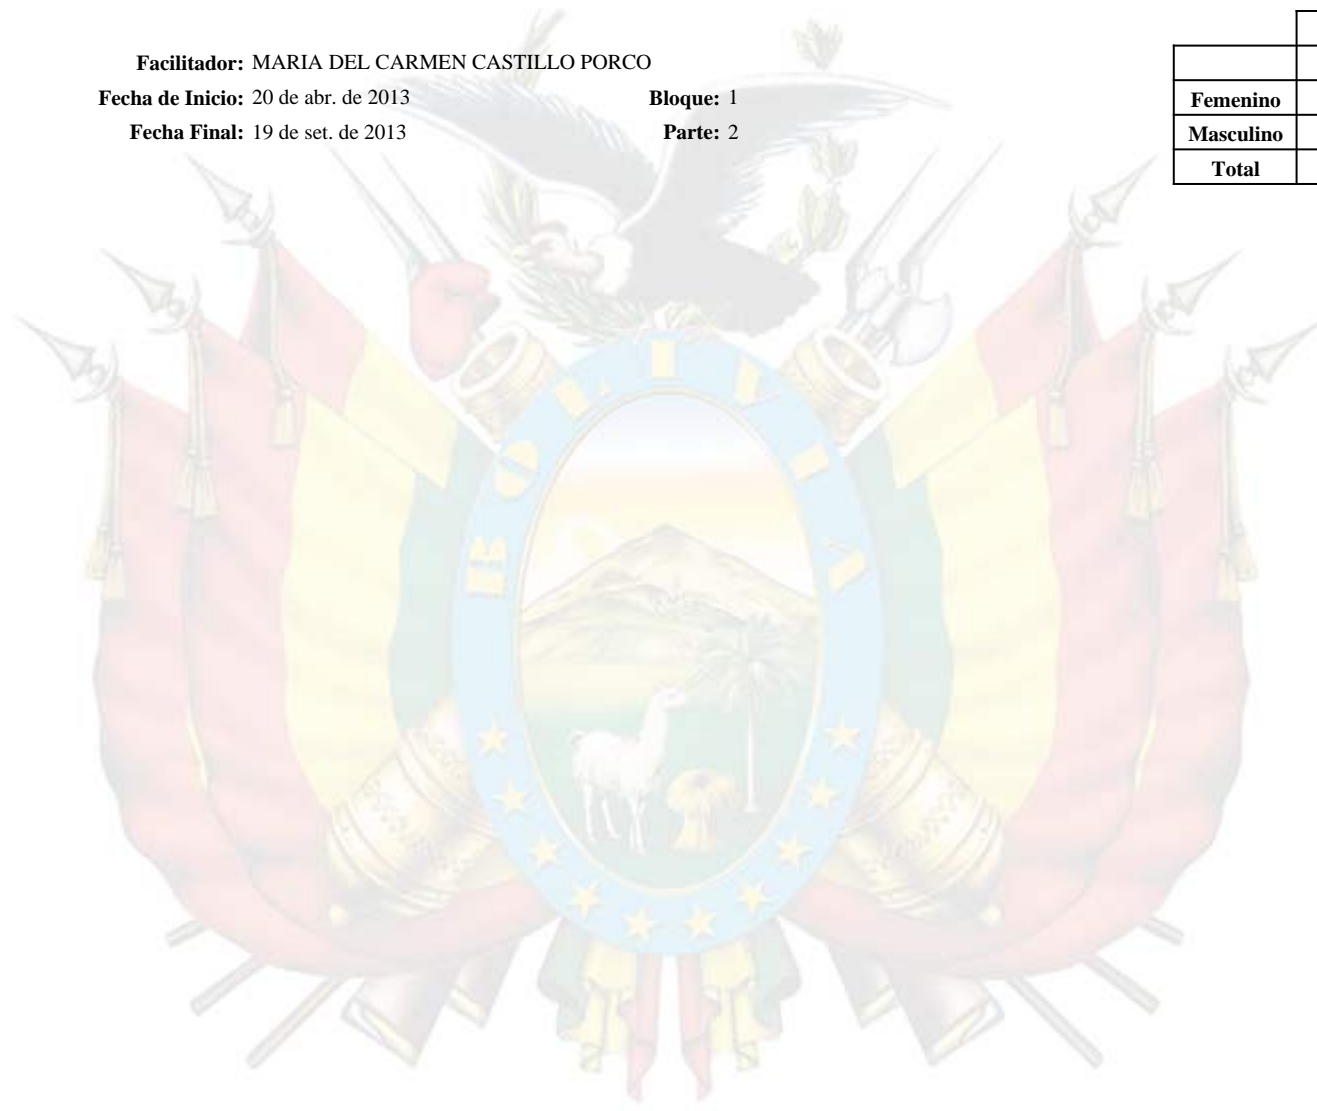 Facilitador: MARIA DEL CARMEN CASTILLO PORCO
Fecha de Inicio: 20 de abr. de 2013 Bloque: 1
Fecha Final: 19 de set. de 2013 Parte: 2
Femenino
Masculino
Total
BOLIVIA